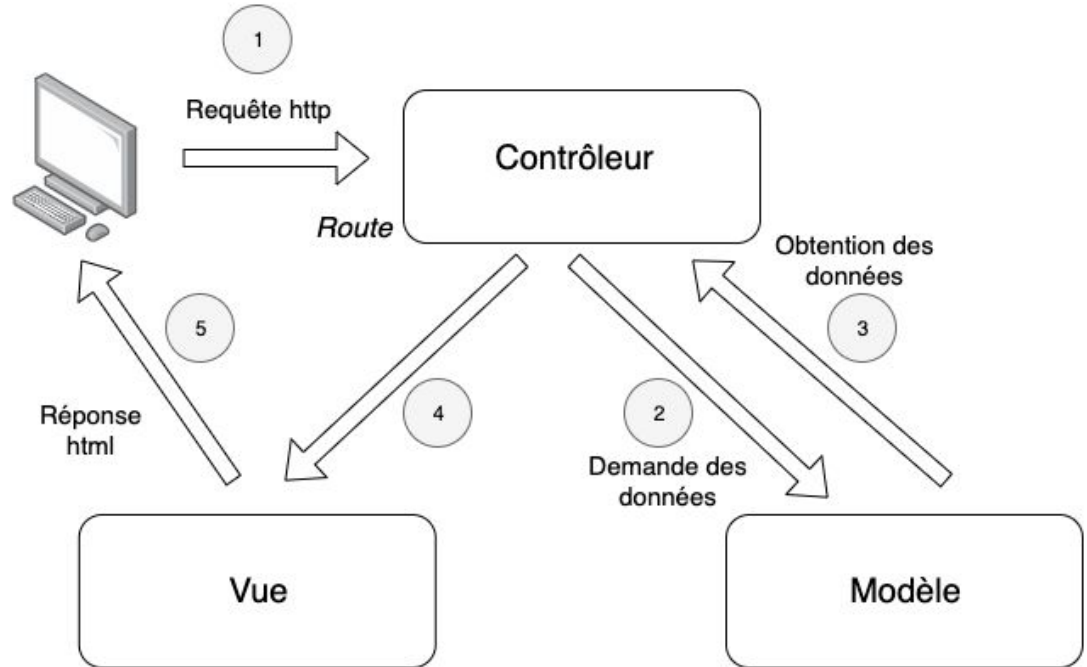 1
Requête http
Contrôleur
Route
Obtention des
données
3
5
4
2
Réponse
html
Demande des
données
Vue
Modèle